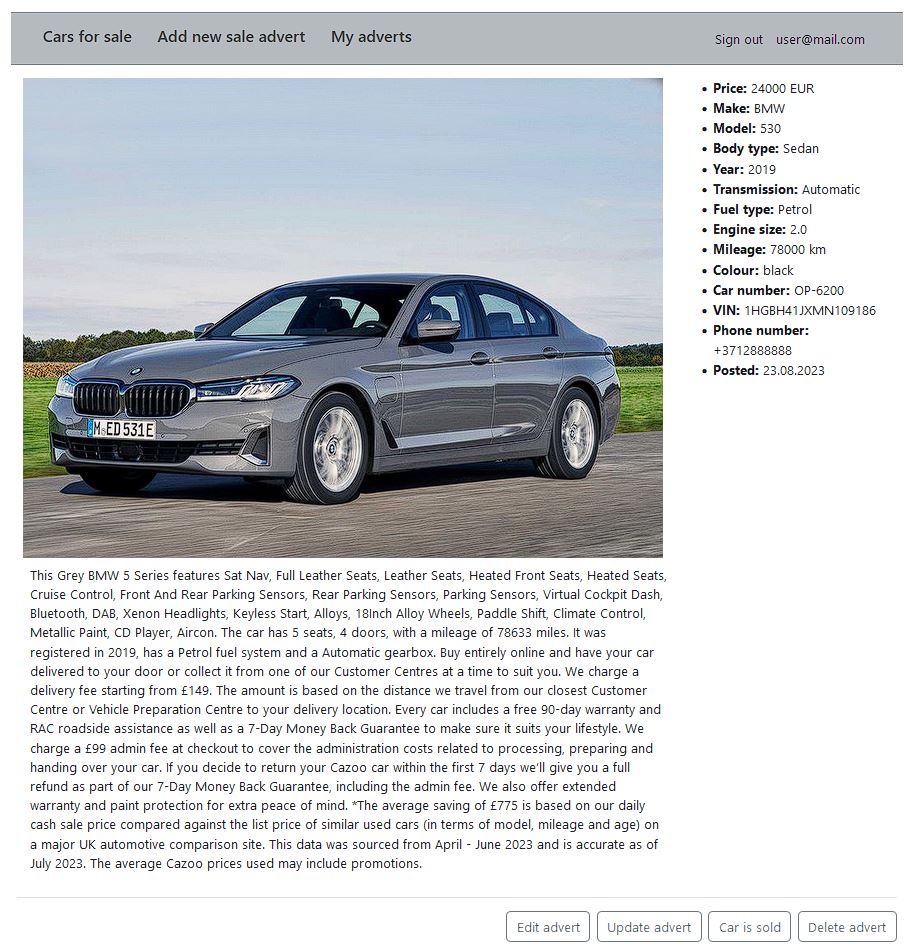 Cars for sale Add new sale advert My adverts Sign out user@mail.com
M ED 531E
• Price: 24000 EUR
• Make: BMW
• Model: 530
• Body type: Sedan
• Year: 2019
• Transmission: Automatic
• Fuel type: Petrol
• Engine size: 2.0
• Mileage: 78000 km
• Colour: black
• Car number: OP-6200
• VIN: 1HGBH41JXMN109186
• Phone number:
+3712888888
• Posted: 23.08.2023
This Grey BMW 5 Series features Sat Nav, Full Leather Seats, Leather Seats, Heated Front Seats, Heated Seats,
Cruise Control, Front And Rear Parking Sensors, Rear Parking Sensors, Parking Sensors, Virtual Cockpit Dash,
Bluetooth, DAB, Xenon Headlights, Keyless Start, Alloys, 18Inch Alloy Wheels, Paddle Shift, Climate Control,
Metallic Paint, CD Player, Aircon. The car has 5 seats, 4 doors, with a mileage of 78633 miles. It was
registered in 2019, has a Petrol fuel system and a Automatic gearbox. Buy entirely online and have your car
delivered to your door or collect it from one of our Customer Centres at a time to suit you. We charge a
delivery fee starting from £149. The amount is based on the distance we travel from our closest Customer
Centre or Vehicle Preparation Centre to your delivery location. Every car includes a free 90-day warranty and
RAC roadside assistance as well as a 7-Day Money Back Guarantee to make sure it suits your lifestyle. We
charge a £99 admin fee at checkout to cover the administration costs related to processing, preparing and
handing over your car. If you decide to return your Cazoo car within the first 7 days we'll give you a full
refund as part of our 7-Day Money Back Guarantee, including the admin fee. We also offer extended
warranty and paint protection for extra peace of mind. *The average saving of £775 is based on our daily
cash sale price compared against the list price of similar used cars (in terms of model, mileage and age) on
a major UK automotive comparison site. This data was sourced from April - June 2023 and is accurate as of
July 2023. The average Cazoo prices used may include promotions.
Edit advert Update advert Car is sold Delete advert